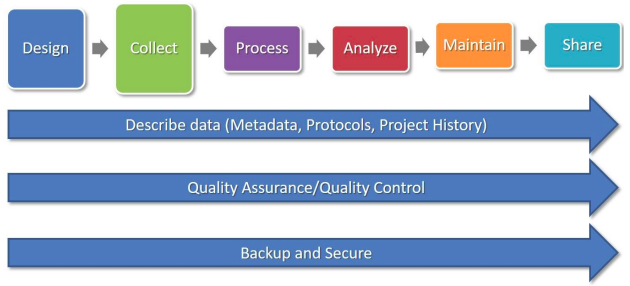 Design
Collect
Process
Analyze
Maintain
Share
Describe data (Metadata, Protocols, Project History)
Quality Assurance/Quality Control
Backup and Secure